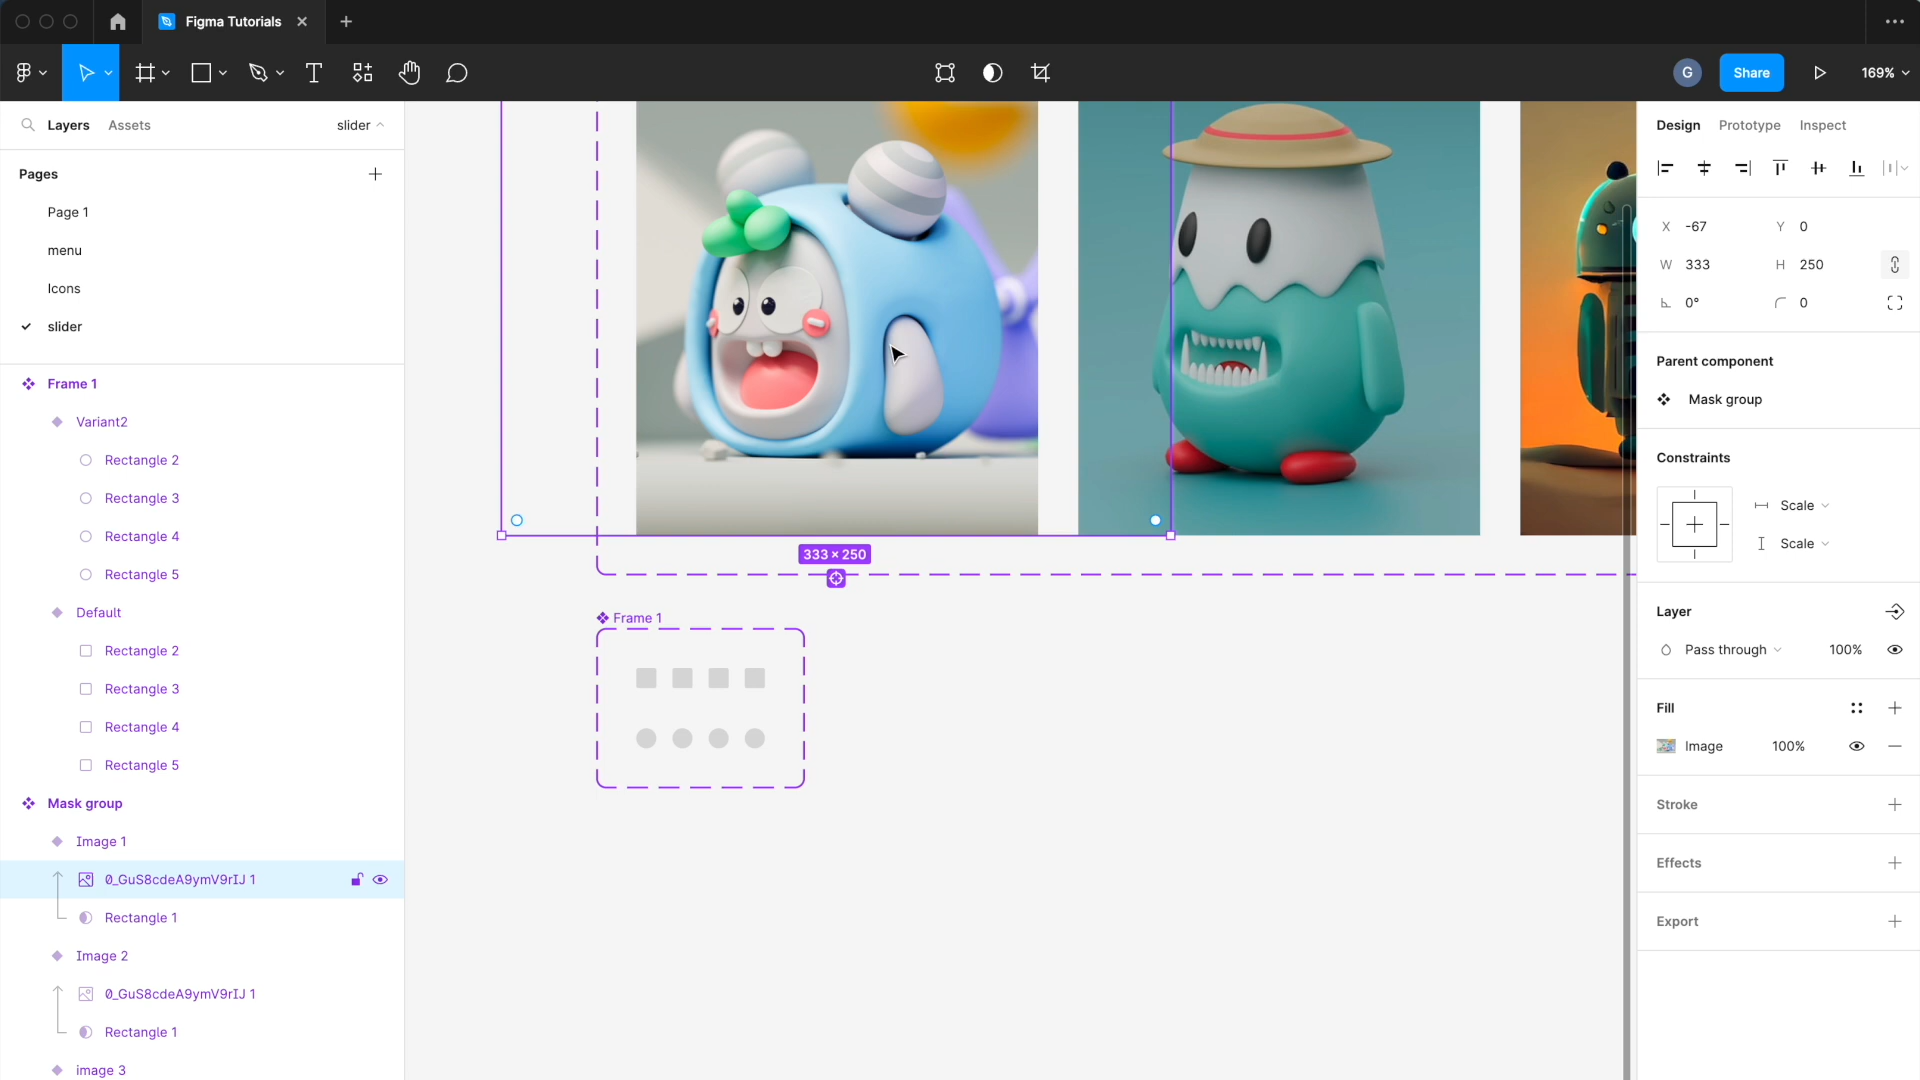 Figma Tutorials
G
Share
169%
Layers
Assets
slider
Pages
Page 1
menu
Icons
slider
Frame 1
Variant2
Rectangle 2
Rectangle 3
Rectangle 4
Rectangle 5
Default
Rectangle 2
Rectangle 3
Rectangle 4
Rectangle 5
Mask group
Image 1
0_GuS8cdeA9ymV9rIJ 1
Rectangle 1
Image 2
0_GuS8cdeA9ymV9rIJ 1
Rectangle 1
image 3
333 × 250
Frame 1
Design
Prototype
Inspect
X -67
Y 0
W 333
H 250
0°
0
Parent component
Mask group
Constraints
Scale
Scale
Layer
Pass through
100%
Fill
Image
100%
Stroke
Effects
Export